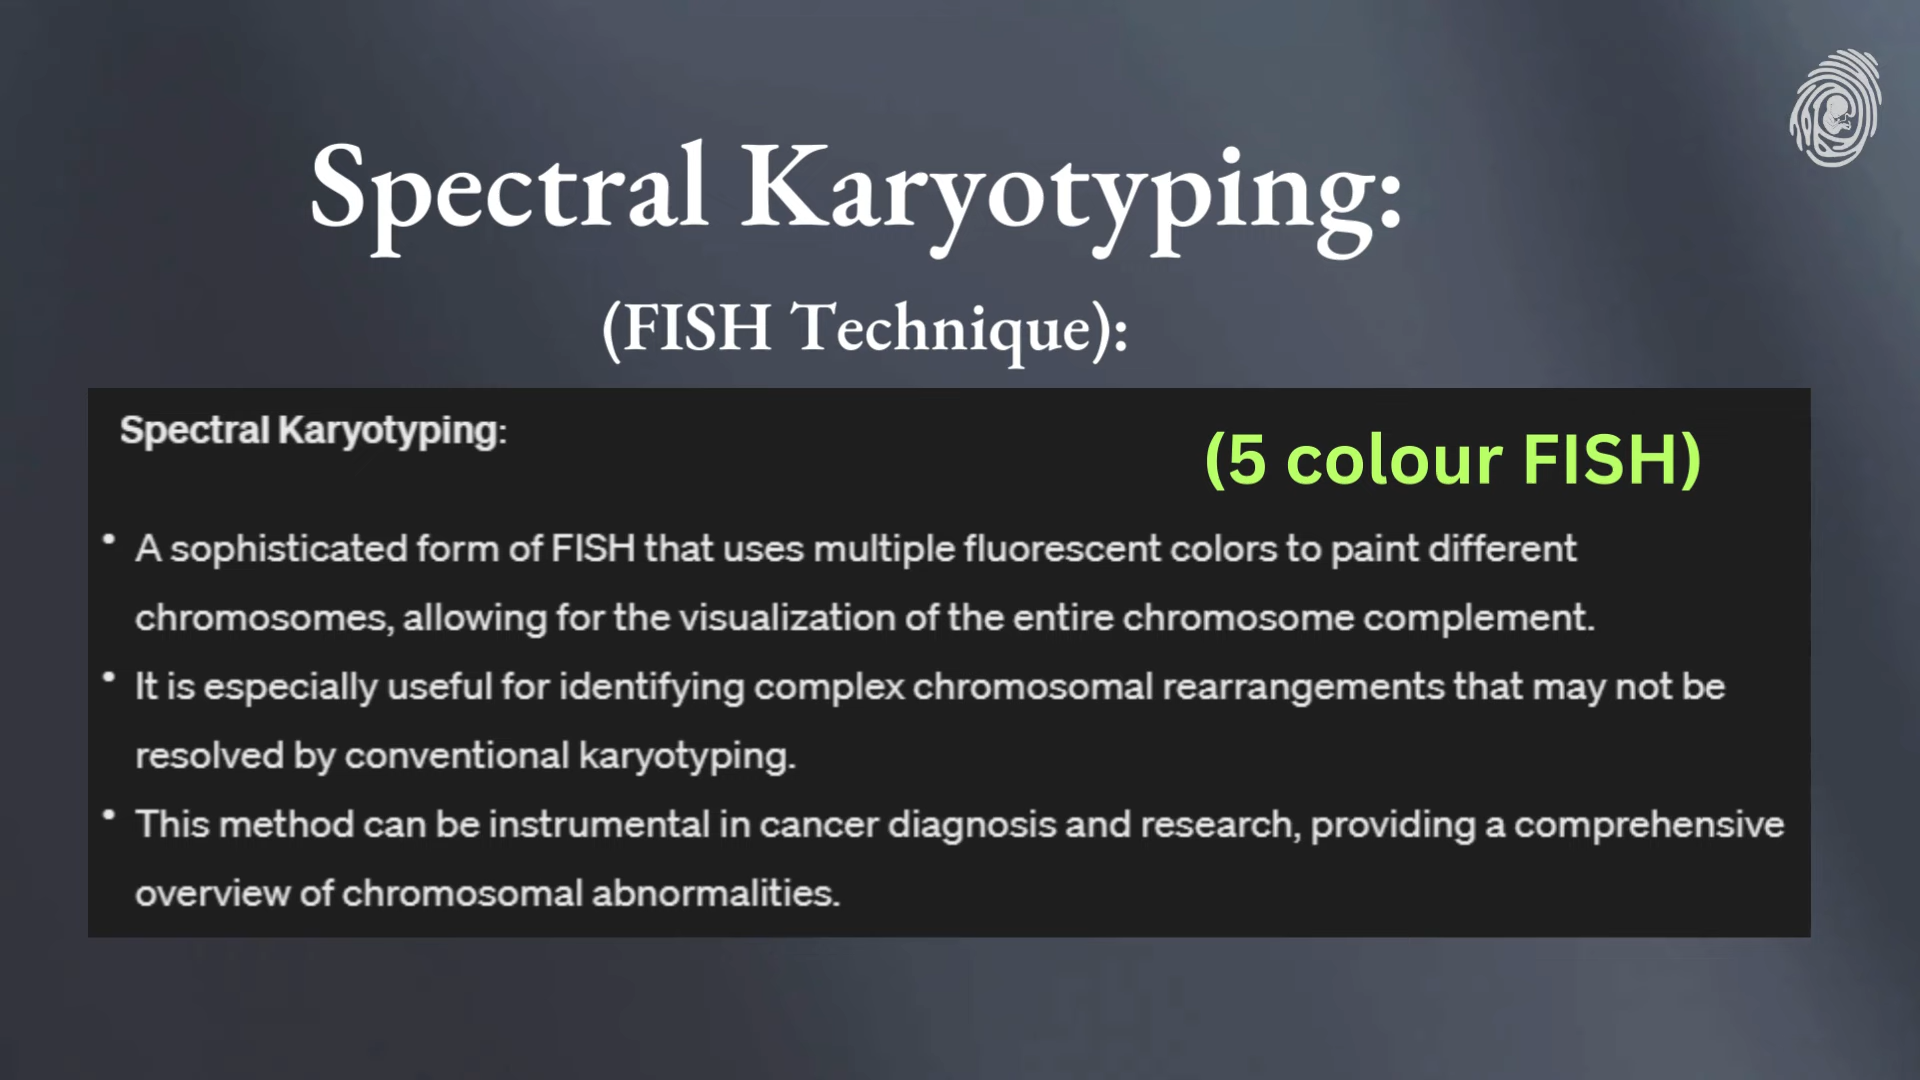 Spectral Karyotyping:
(FISH Technique):
Spectral Karyotyping:
(5 colour FISH)
• A sophisticated form of FISH that uses multiple fluorescent colors to paint different
chromosomes, allowing for the visualization of the entire chromosome complement.
• It is especially useful for identifying complex chromosomal rearrangements that may not be
resolved by conventional karyotyping.
• This method can be instrumental in cancer diagnosis and research, providing a comprehensive
overview of chromosomal abnormalities.